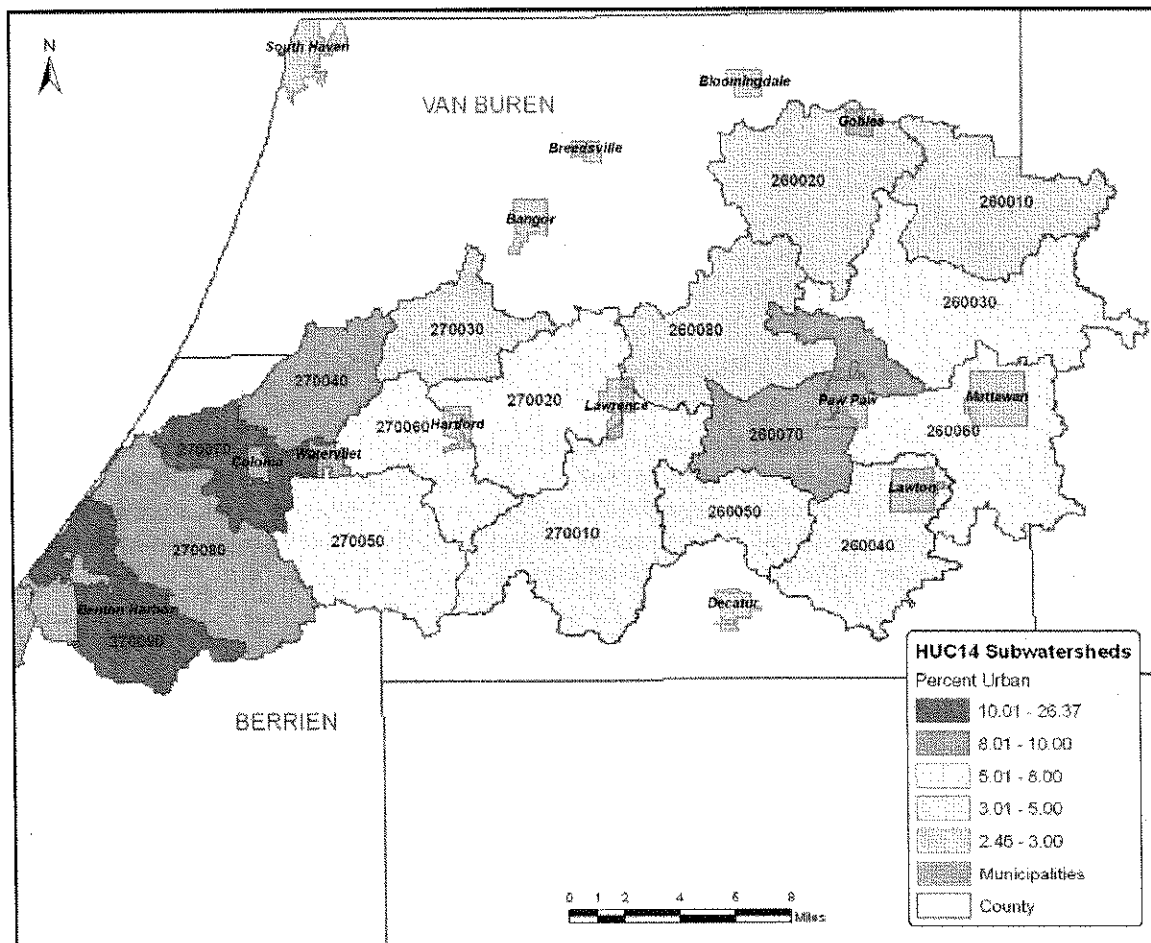 N
South Haven
VAN BUREN
Bloomingdale
Gobles
Breedsville
260020
260010
Bangor
260030
270030
260080
270040
270020
Lawrence
Paw Paw
Mattawan
270060
Hartford
260070
260060
Coloma
Watervliet
Lawton
260050
270050
270010
260040
270080
Decatur
Benton Harbor
270090
BERRIEN
HUC14 Subwatersheds
Percent Urban
10.01 - 26.37
8.01 - 10.00
5.01 - 8.00
3.01 - 5.00
2.45 - 3.00
Municipalities
County
0 1 2 4 6 8
Miles